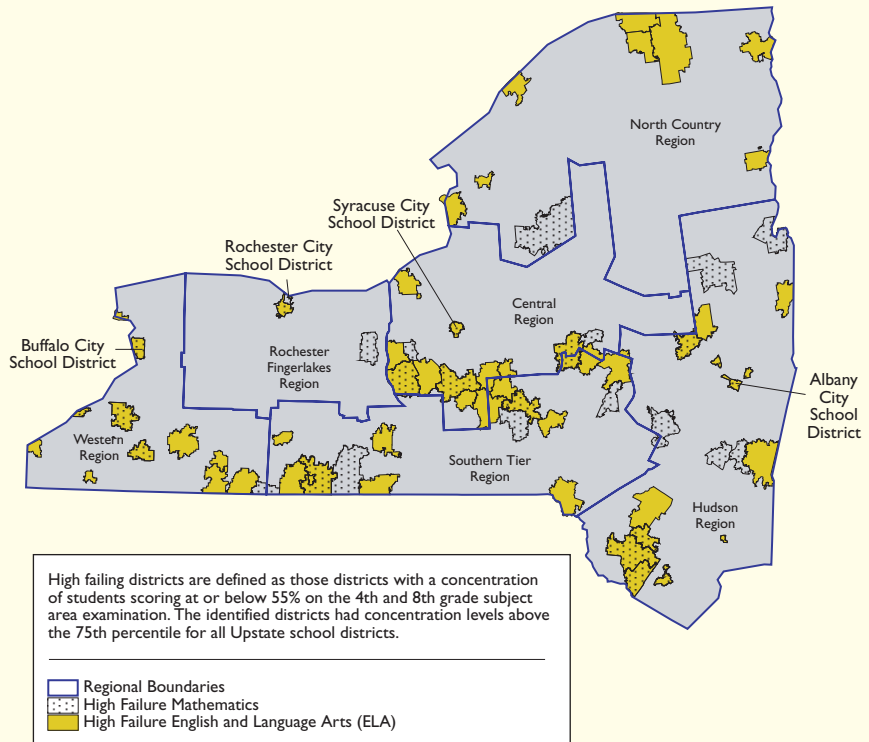 North Country
Region
Syracuse City
School District
Rochester City
School District
Central
Region
Buffalo City
School District
Rochester
Fingerlakes
Region
Albany
City
School
District
Western
Region
Southern Tier
Region
Hudson
Region
High failing districts are defined as those districts with a concentration
of students scoring at or below 55% on the 4th and 8th grade subject
area examination. The identified districts had concentration levels above
the 75th percentile for all Upstate school districts.
Regional Boundaries
High Failure Mathematics
High Failure English and Language Arts (ELA)